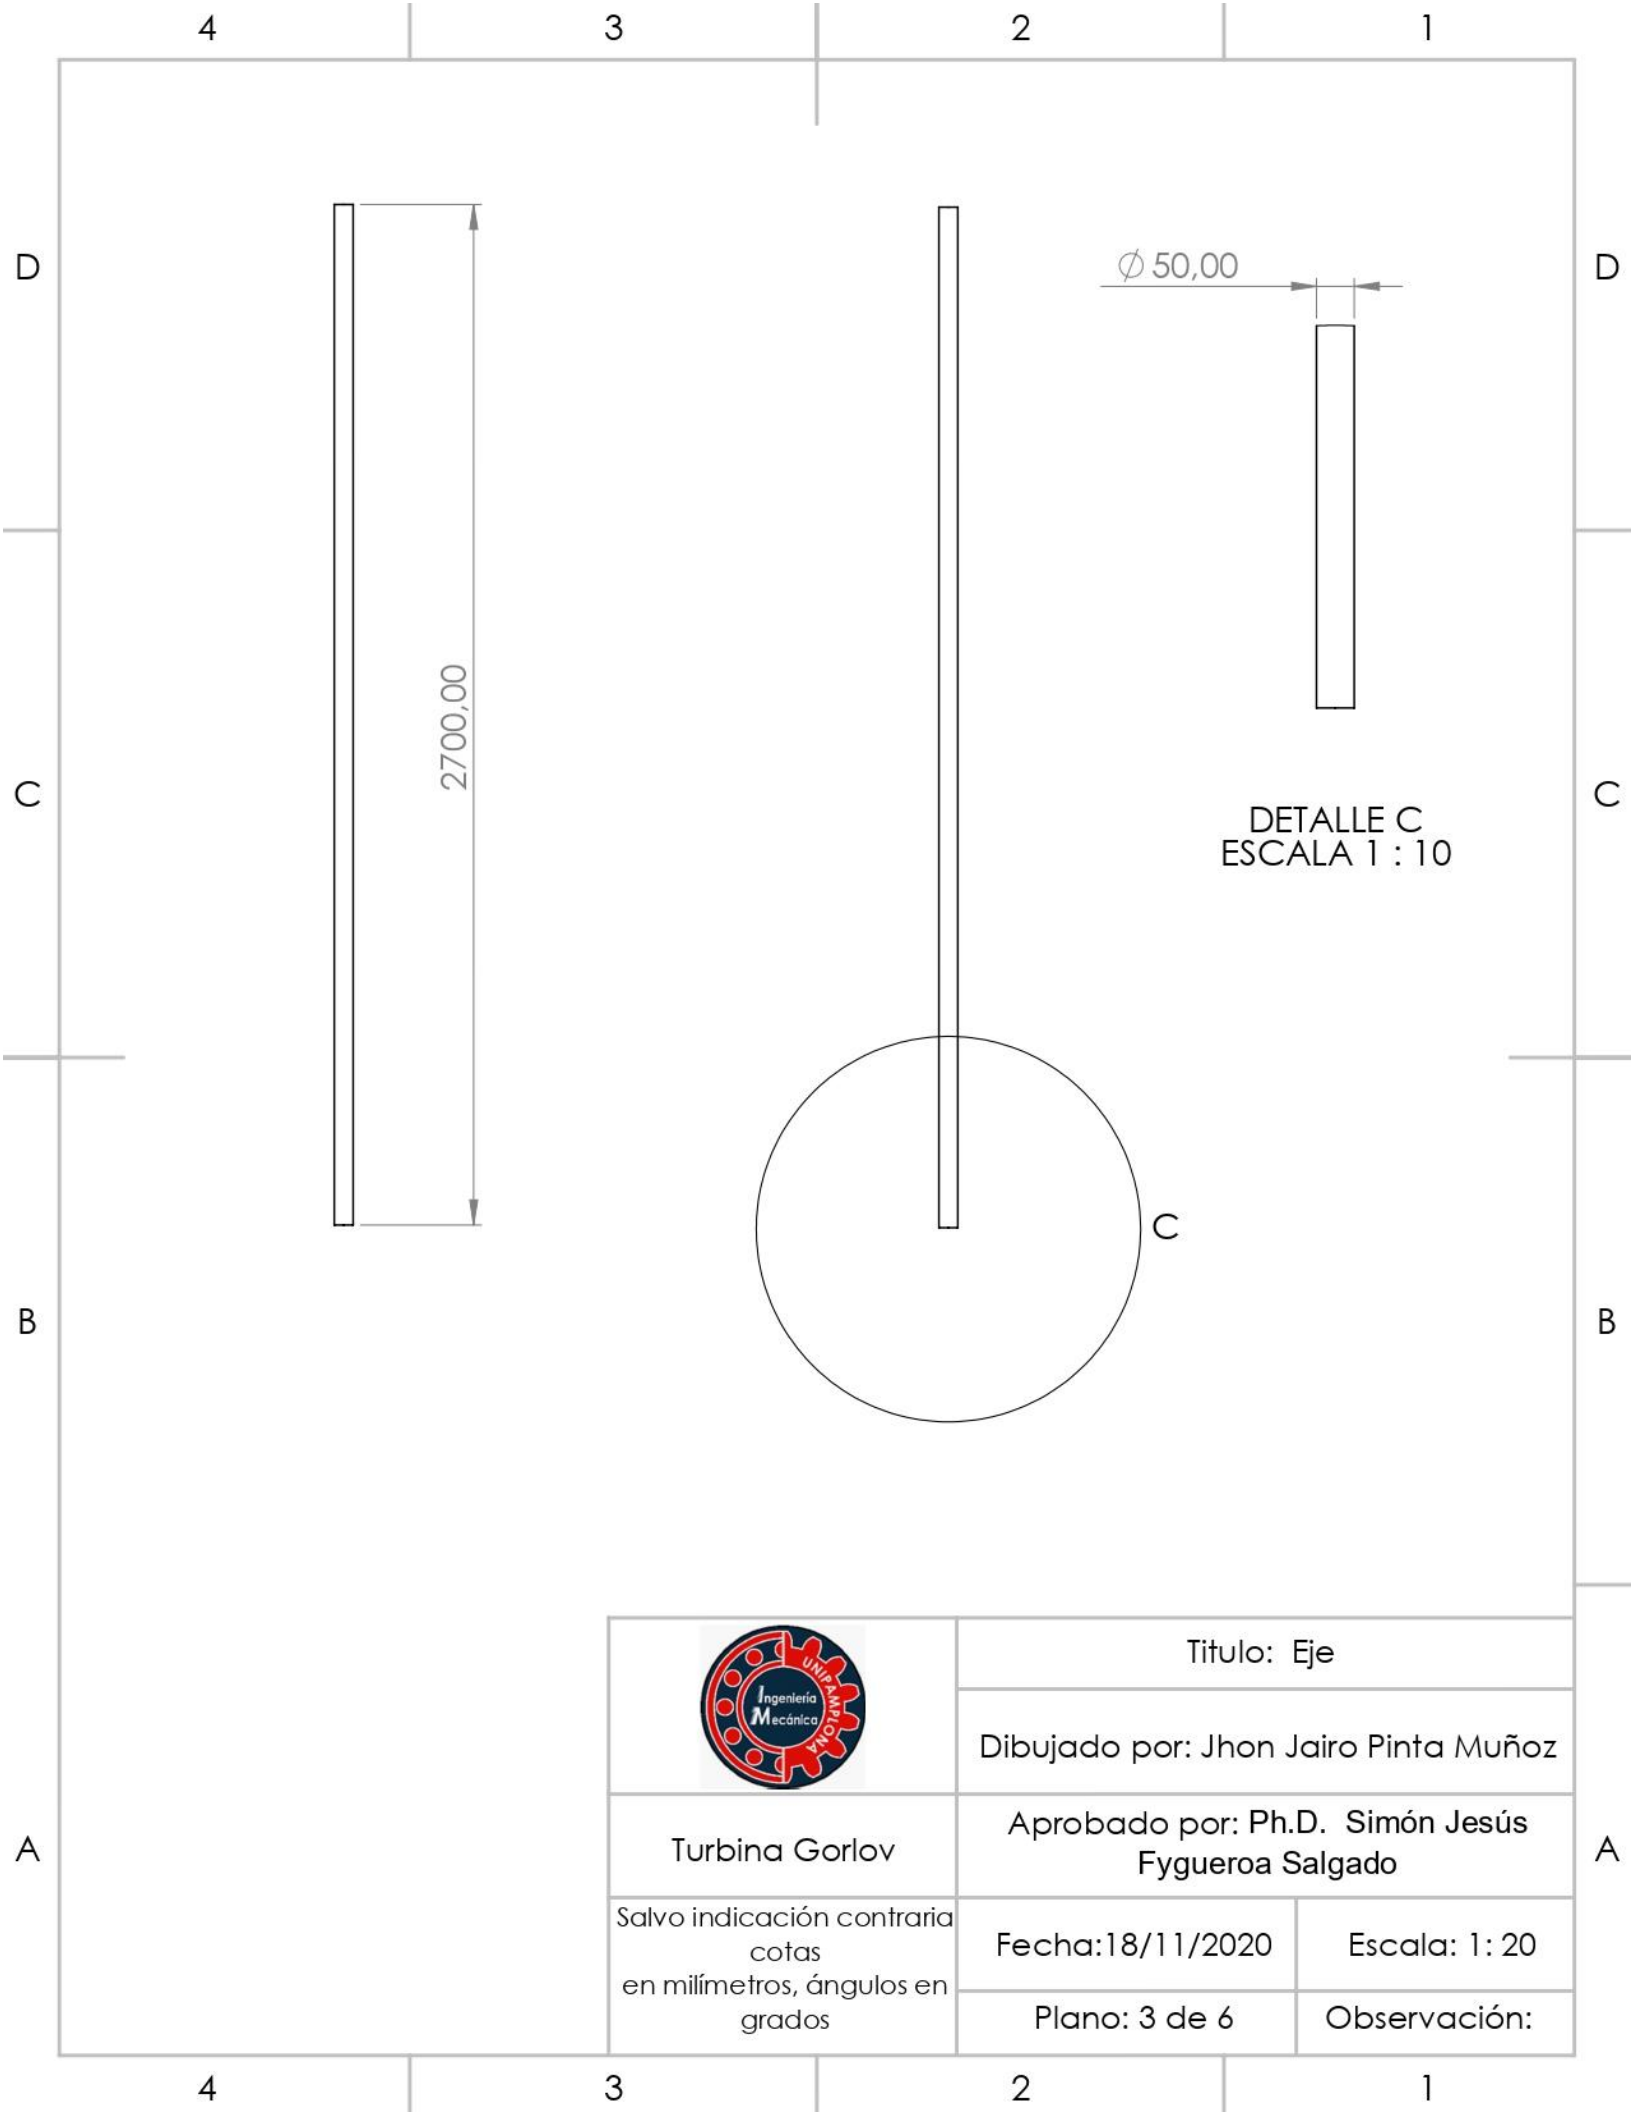 4 3 2 1
D D
∅ 50,00
2700,00
C C
DETALLE C
ESCALA 1 : 10
C
B B
Ingeniería
Mecánica
UNIPAMPLONA
Titulo: Eje
Dibujado por: Jhon Jairo Pinta Muñoz
Turbina Gorlov
Aprobado por: Ph.D. Simón Jesús
Fygueroa Salgado
A A
Salvo indicación contraria
cotas
en milímetros, ángulos en
grados
Fecha:18/11/2020
Escala: 1: 20
Plano: 3 de 6
Observación:
4 3 2 1